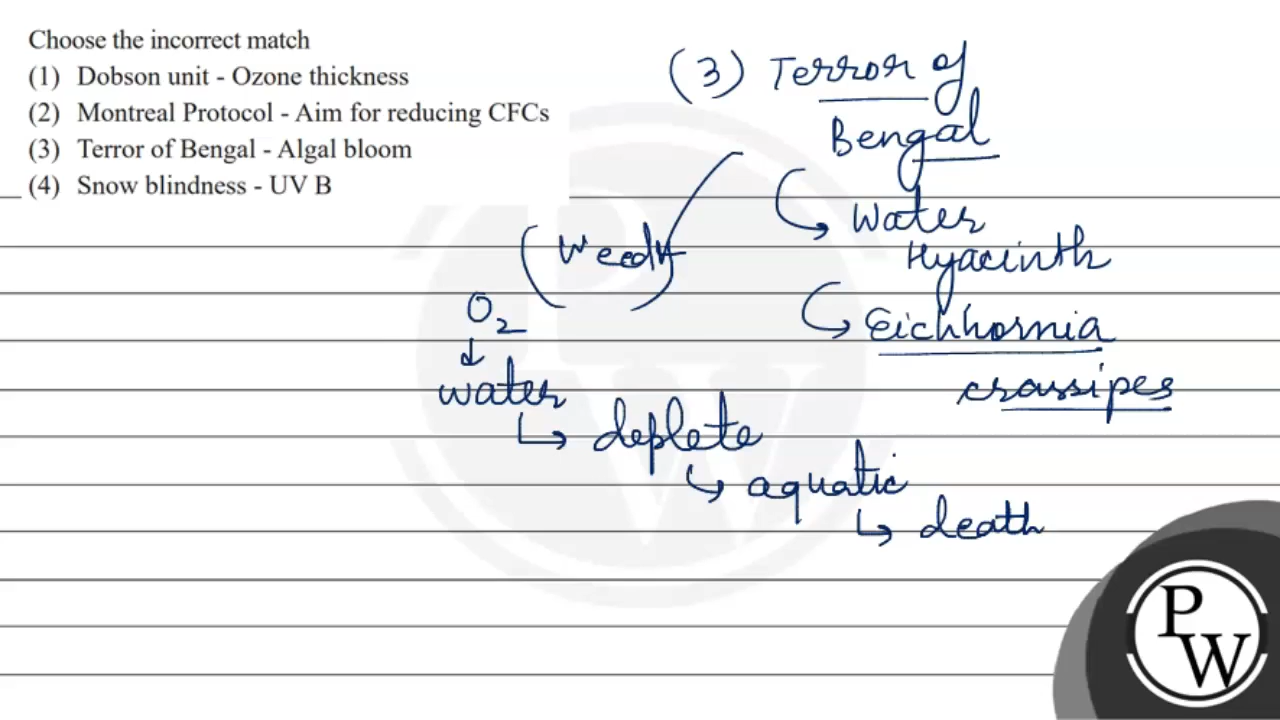 Choose the incorrect match
(1) Dobson unit - Ozone thickness
(2) Montreal Protocol - Aim for reducing CFCs
(3) Terror of Bengal - Algal bloom
(4) Snow blindness - UV B
(3) Terror of
Bengal
Water
Hyacinth
Eichhornia
crassipes
(Weedy)
O2
water
deplete
aquatic
death
P
W